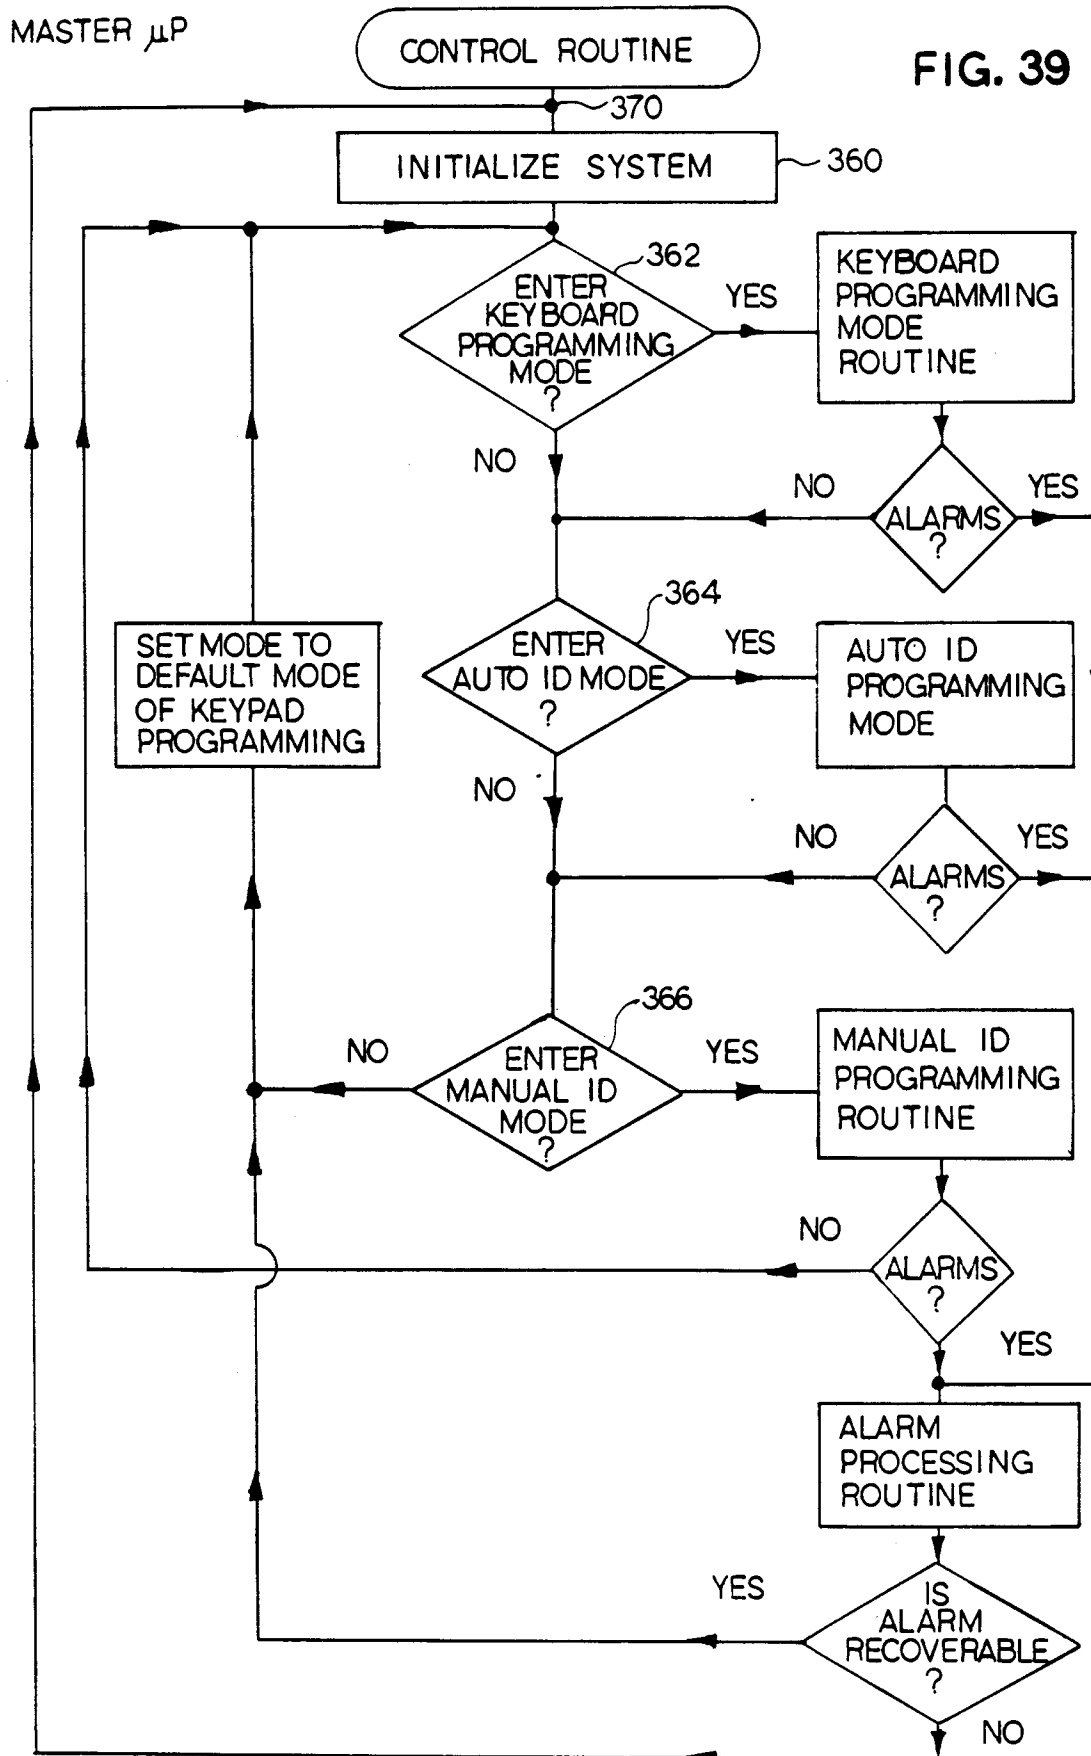 MASTER μP
CONTROL ROUTINE
FIG. 39
370
INITIALIZE SYSTEM
360
362
ENTER
KEYBOARD
PROGRAMMING
MODE
?
YES
KEYBOARD
PROGRAMMING
MODE
ROUTINE
NO
NO
ALARMS
?
YES
364
ENTER
AUTO ID MODE
?
YES
AUTO ID
PROGRAMMING
MODE
SET MODE TO
DEFAULT MODE
OF KEYPAD
PROGRAMMING
NO
NO
ALARMS
?
YES
366
NO
ENTER
MANUAL ID
MODE
?
YES
MANUAL ID
PROGRAMMING
ROUTINE
NO
ALARMS
?
YES
ALARM
PROCESSING
ROUTINE
YES
IS
ALARM
RECOVERABLE
?
NO